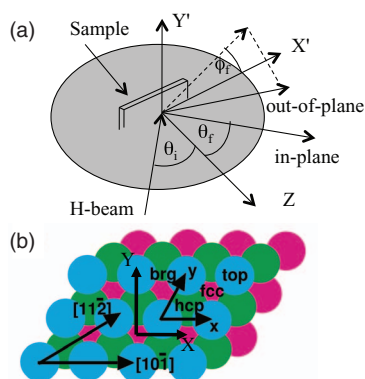 (a)
Y'
Sample
X'
ϕf
out-of-plane
θf
in-plane
θi
H-beam
Z
(b)
Y
brg
y
top
[112̄]
fcc
hcp
x
X
[101̄]